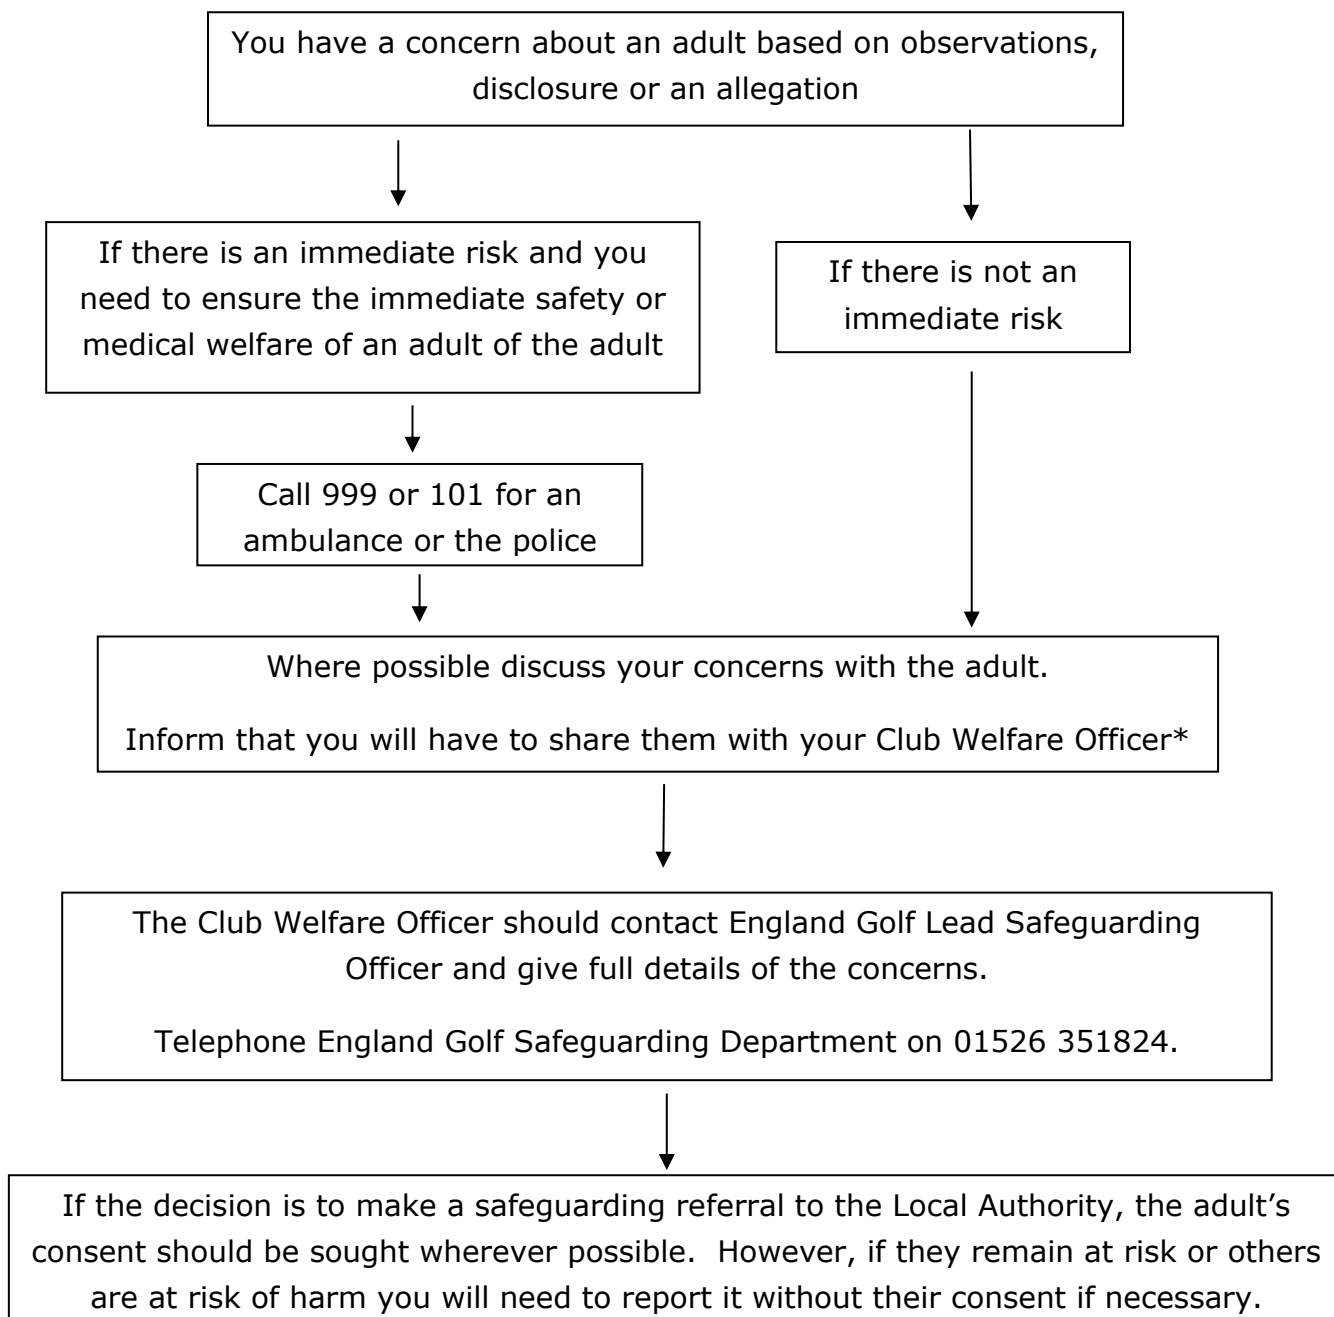 You have a concern about an adult based on observations,
disclosure or an allegation
If there is an immediate risk and you
need to ensure the immediate safety or
medical welfare of an adult of the adult
If there is not an
immediate risk
Call 999 or 101 for an
ambulance or the police
Where possible discuss your concerns with the adult.
Inform that you will have to share them with your Club Welfare Officer*
The Club Welfare Officer should contact England Golf Lead Safeguarding
Officer and give full details of the concerns.
Telephone England Golf Safeguarding Department on 01526 351824.
If the decision is to make a safeguarding referral to the Local Authority, the adult’s
consent should be sought wherever possible.  However, if they remain at risk or others
are at risk of harm you will need to report it without their consent if necessary.